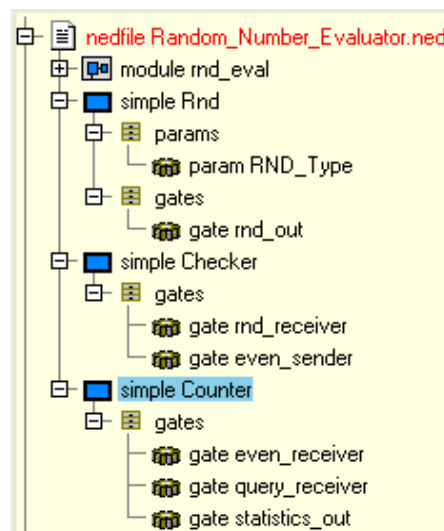 nedfile Random_Number_Evaluator.ned
module rnd_eval
simple Rnd
params
param RND_Type
gates
gate rnd_out
simple Checker
gates
gate rnd_receiver
gate even_sender
simple Counter
gates
gate even_receiver
gate query_receiver
gate statistics_out